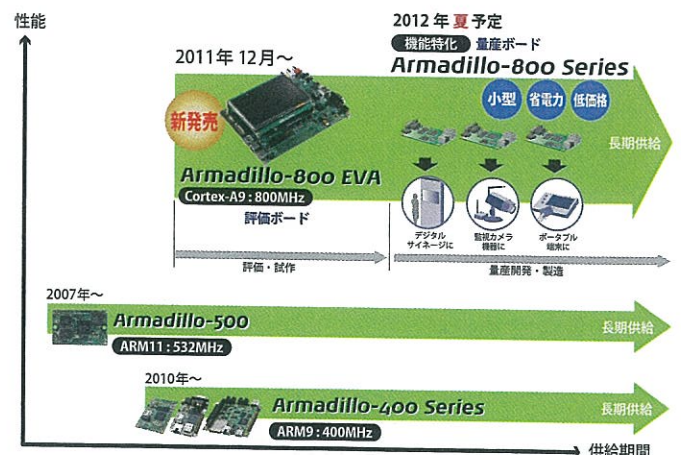 性能
2011年 12月～
新発売
Armadillo-800 EVA
Cortex-A9 : 800MHz
評価ボード
評価・試作
2012 年 夏 予定
機能特化 量産ボード
Armadillo-800 Series
小型 省電力 低価格
長期供給
デジタル
サイネージに
監視カメラ
機器に
ポータブル
端末に
量産開発・製造
2007年～
Armadillo-500
ARM11 : 532MHz
長期供給
2010年～
Armadillo-400 Series
ARM9 : 400MHz
長期供給
供給期間